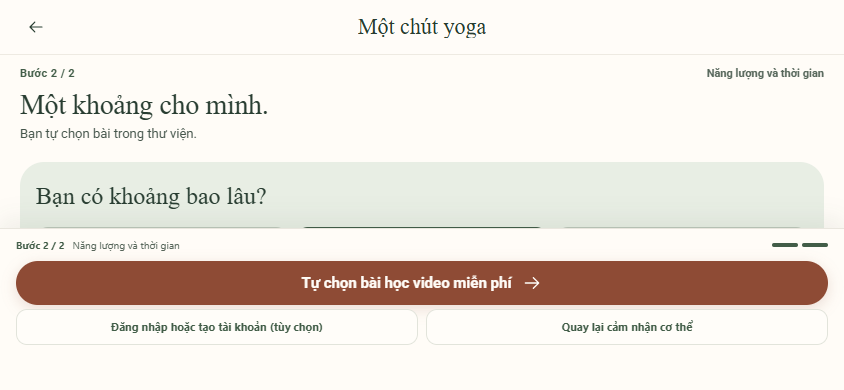 Một chút yoga
Bước 2 / 2
Năng lượng và thời gian
Một khoảng cho mình.
Bạn tự chọn bài trong thư viện.
Bạn có khoảng bao lâu?
Bước 2 / 2 Năng lượng và thời gian
Tự chọn bài học video miễn phí →
Đăng nhập hoặc tạo tài khoản (tùy chọn)
Quay lại cảm nhận cơ thể